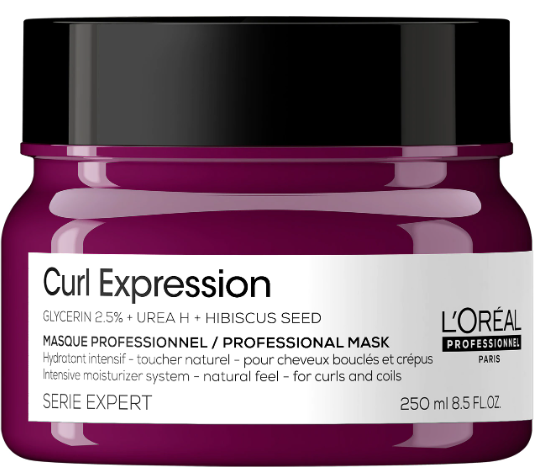 Curl Expression
GLYCERIN 2.5% + UREA H + HIBISCUS SEED
MASQUE PROFESSIONNEL / PROFESSIONAL MASK
Hydratant intensif - toucher naturel - pour cheveux bouclés et crépus
Intensive moisturizer system - natural feel - for curls and coils
SERIE EXPERT
L'ORÉAL
PROFESSIONNEL
PARIS
250 ml 8.5 FL.OZ.